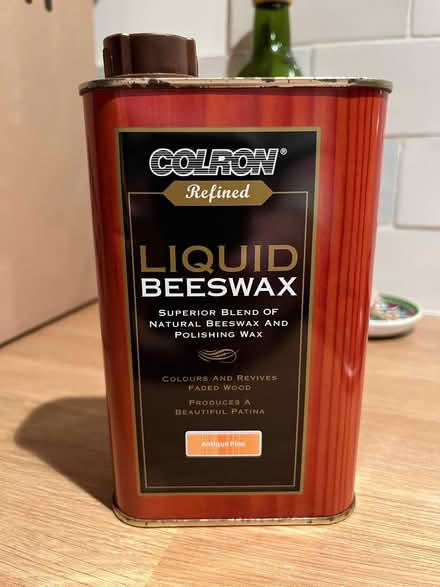 COLRON®
Refined
LIQUID
BEESWAX
SUPERIOR BLEND OF
NATURAL BEESWAX AND
POLISHING WAX
COLOURS AND REVIVES
FADED WOOD
PRODUCES A
BEAUTIFUL PATINA
Antique Pine